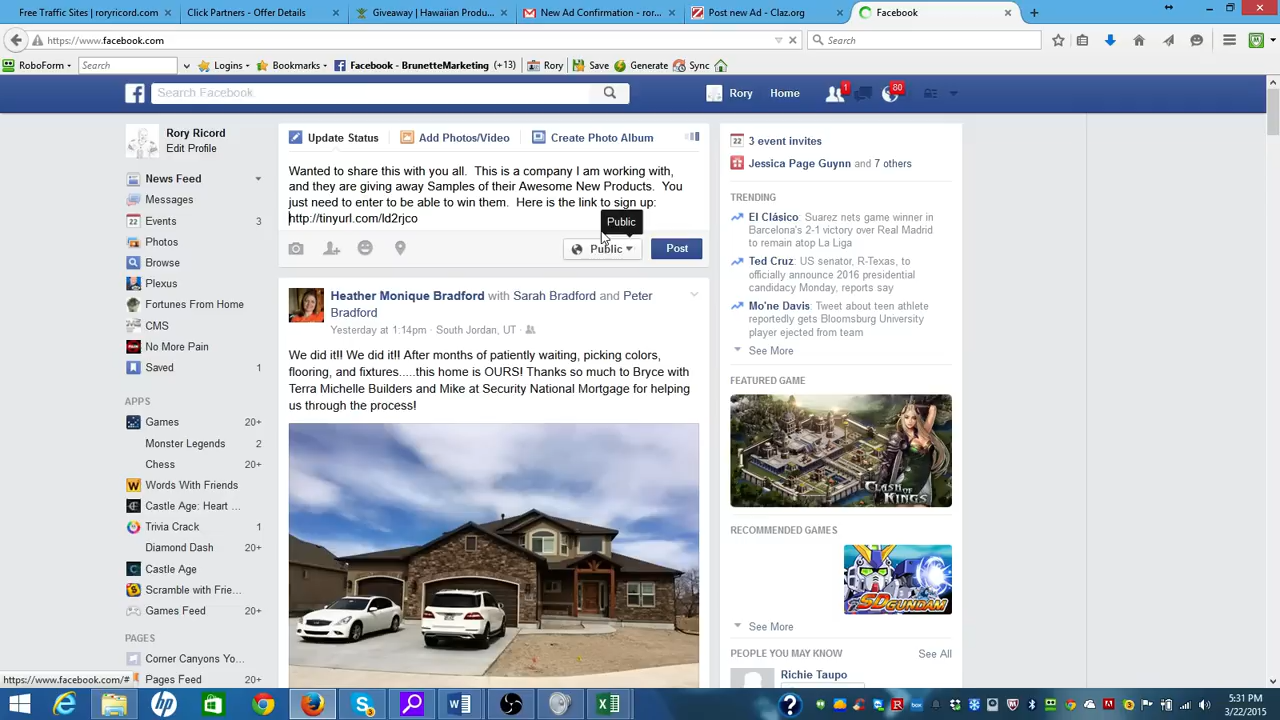 Sources | roryricord.com
Offer Details
Giveaway | Sweepstakes | ...
New Ad Confirmation - ror...
Post new Ad - Claz.org
Facebook
https://www.facebook.com
Search
RoboForm
Search
Logins
Bookmarks
Facebook - BrunetteMarketing (+13)
Rory
Save
Generate
Sync
Search Facebook
Rory
Home
1
80
Rory Ricord
Edit Profile
News Feed
Messages
Events 3
Photos
Browse
Plexus
Fortunes From Home
CMS
No More Pain
Saved 1
APPS
Games 20+
Monster Legends 2
Chess 20+
Words With Friends
Castle Age: Heart ...
Trivia Crack 1
Diamond Dash 20+
Castle Age
Scramble with Frie...
Games Feed 20+
PAGES
Corner Canyons Yo...
Pages Feed 20+
https://www.facebook.com/#
Update Status
Add Photos/Video
Create Photo Album
Wanted to share this with you all. This is a company I am working with,
and they are giving away Samples of their Awesome New Products. You
just need to enter to be able to win them. Here is the link to sign up:
http://tinyurl.com/ld2rjco
Public
Public
Post
Heather Monique Bradford with Sarah Bradford and Peter
Bradford
Yesterday at 1:14pm · South Jordan, UT ·
We did it!! We did it!! After months of patiently waiting, picking colors,
flooring, and fixtures.....this home is OURS! Thanks so much to Bryce with
Terra Michelle Builders and Mike at Security National Mortgage for helping
us through the process!
3 event invites
Jessica Page Guynn and 7 others
TRENDING
El Clásico: Suarez nets game winner in
Barcelona's 2-1 victory over Real Madrid
to remain atop La Liga
Ted Cruz: US senator, R-Texas, to
officially announce 2016 presidential
candidacy Monday, reports say
Mo'ne Davis: Tweet about teen athlete
reportedly gets Bloomsburg University
player ejected from team
See More
FEATURED GAME
CLASH OF
KINGS
RECOMMENDED GAMES
SD GUNDAM
See More
PEOPLE YOU MAY KNOW See All
Richie Taupo
5:31 PM
3/22/2015